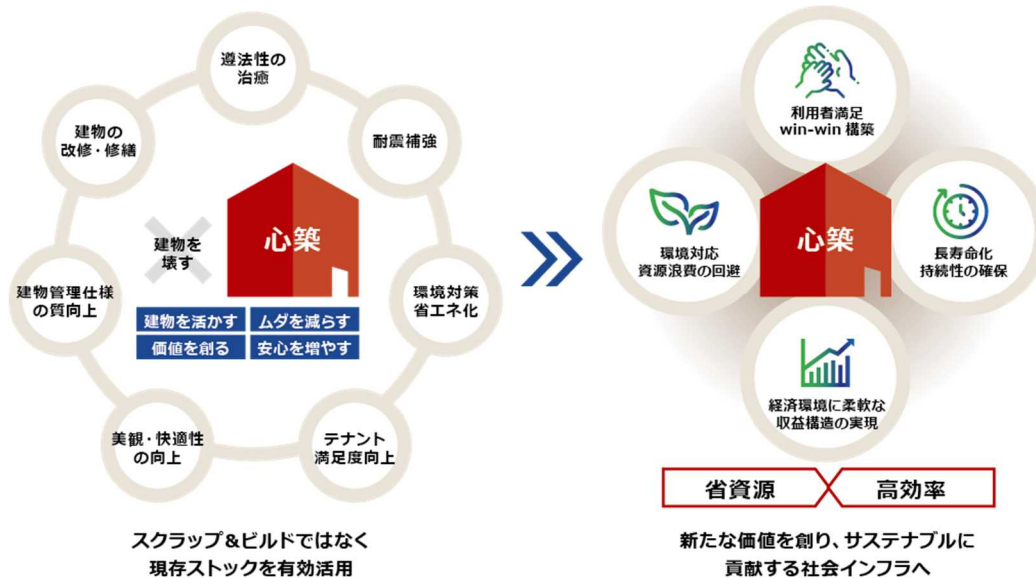 遵法性の
治癒
建物の
改修・修繕
耐震補強
建物を
壊す
心築
建物管理仕様
の質向上
環境対策
省エネ化
建物を活かす
ムダを減らす
価値を創る
安心を増やす
美観・快適性
の向上
テナント
満足度向上
スクラップ&ビルドではなく
現存ストックを有効活用
利用者満足
win-win 構築
環境対応
資源浪費の回避
心築
長寿命化
持続性の確保
経済環境に柔軟な
収益構造の実現
省資源
高効率
新たな価値を創り、サステナブルに
貢献する社会インフラへ